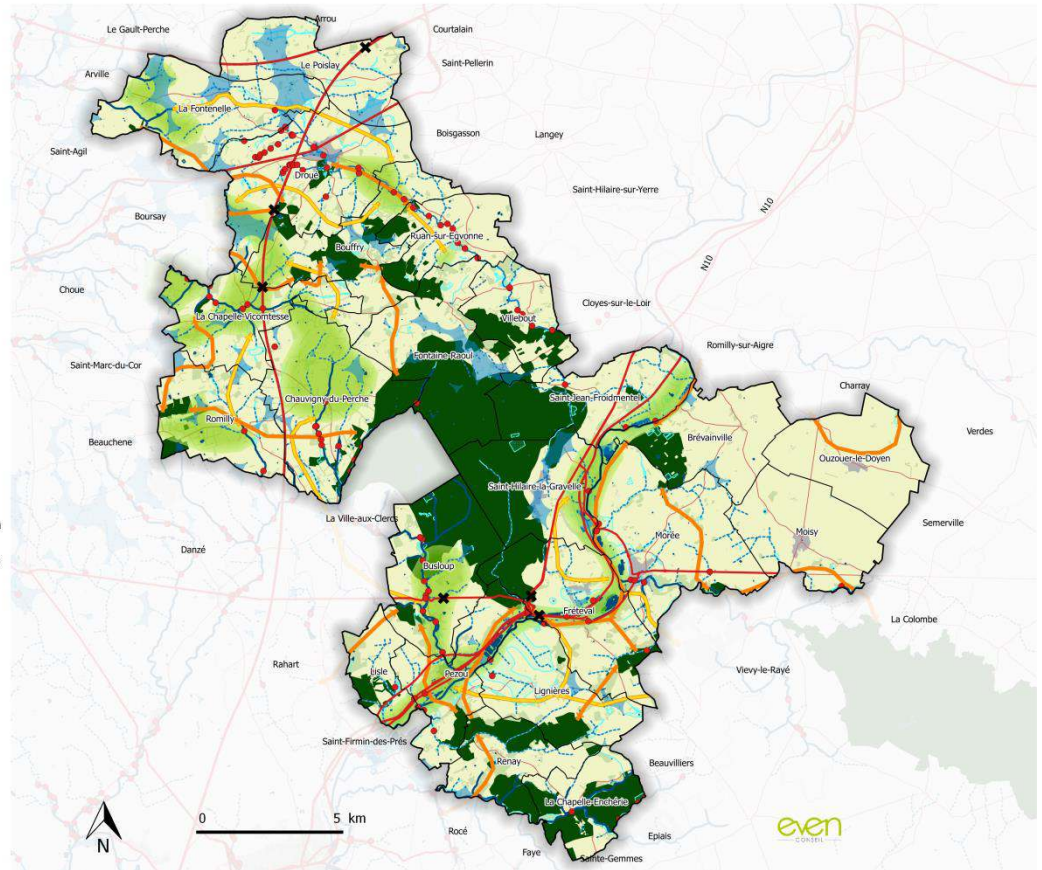 Arrou
Le Gault-Perche
Courtalain
Le Poislay
Saint-Pellerin
Arville
La Fontenelle
Boisgasson
Langey
Saint-Agil
Droué
Saint-Hilaire-sur-Yerre
N10
Boursay
Ruan-sur-Egvonne
Bouffry
N10
Choue
Cloyes-sur-le-Loir
La Chapelle-Vicomtesse
Villebout
Romilly-sur-Aigre
Fontaine-Raoul
Saint-Marc-du-Cor
Charray
Chauvigny-du-Perche
Saint-Jean-Froidmentel
Romilly
Verdes
Brévainville
Beauchene
Ouzouer-le-Doyen
Saint-Hilaire-la-Gravelle
La Ville-aux-Clercs
Semerville
Moisy
Morée
Danzé
Busloup
Fréteval
La Colombe
Rahart
Vievy-le-Rayé
Lisle
Pezou
Lignières
Saint-Firmin-des-Prés
Renay
Beauvilliers
La Chapelle-Enchérie
0 5 km
N
Rocé
Epiais
Faye
Sainte-Gemmes
even
CONSEIL